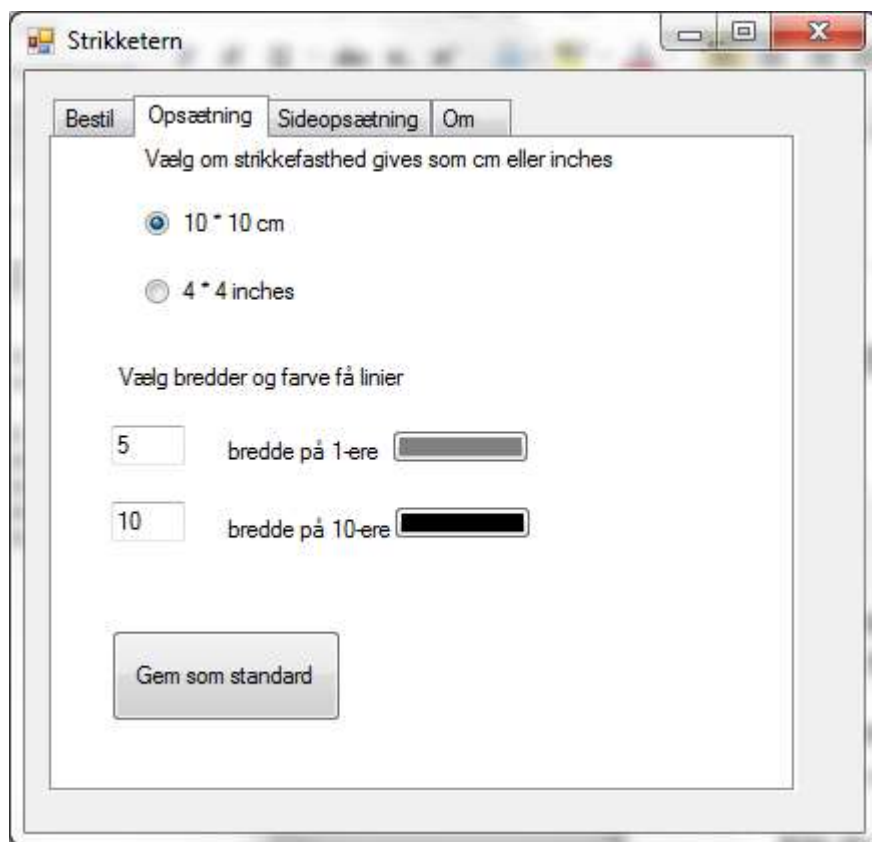 Strikketern
Bestil Opsætning Sideopsætning Om
Vælg om strikkefasthed gives som cm eller inches
10 * 10 cm
4 * 4 inches
Vælg bredder og farve få linier
5 bredde på 1-ere
10 bredde på 10-ere
Gem som standard